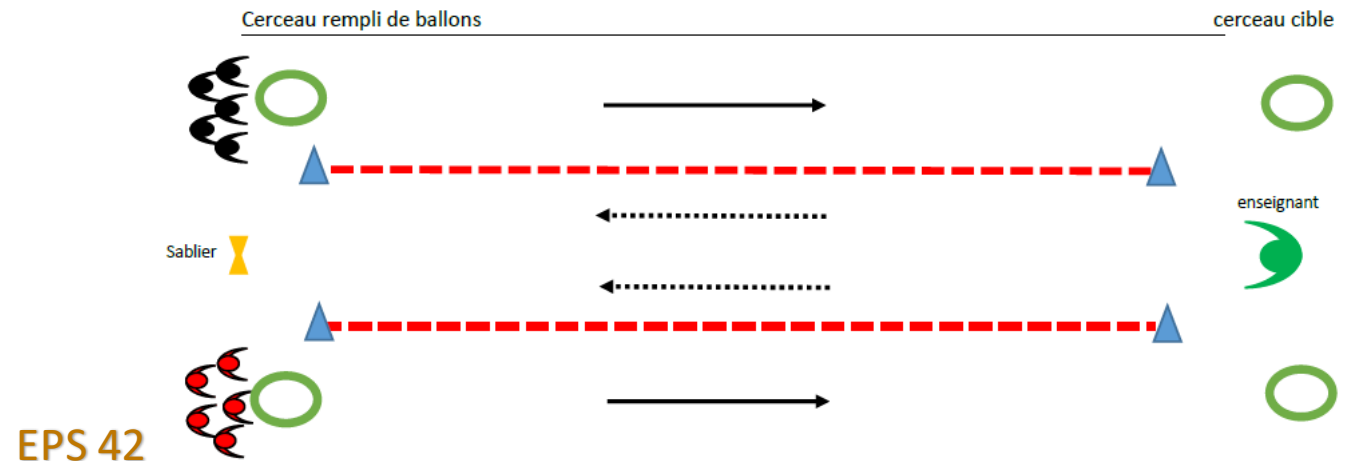 Cerceau rempli de ballons
cerceau cible
enseignant
Sablier
EPS 42